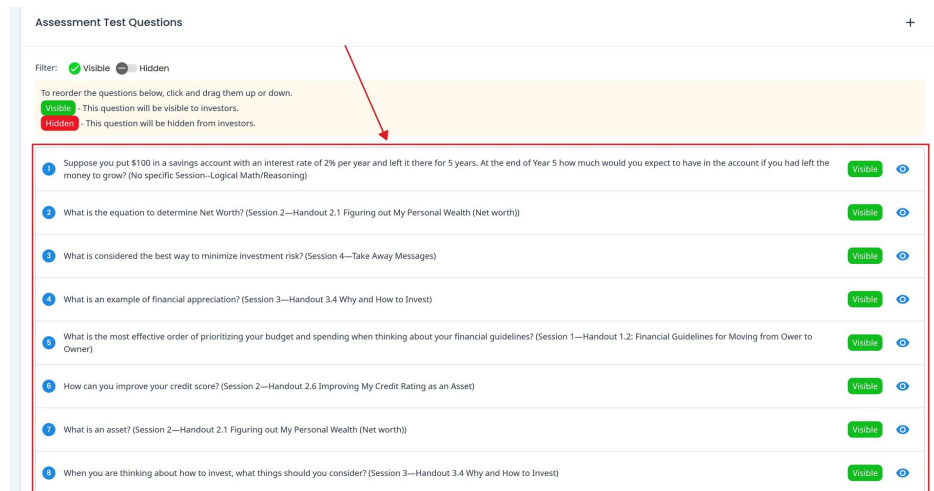 Assessment Test Questions
+
Filter: Visible Hidden
To reorder the questions below, click and drag them up or down.
Visible - This question will be visible to investors.
Hidden - This question will be hidden from investors.
1 Suppose you put $100 in a savings account with an interest rate of 2% per year and left it there for 5 years. At the end of Year 5 how much would you expect to have in the account if you had left the
money to grow? (No specific Session--Logical Math/Reasoning) Visible
2 What is the equation to determine Net Worth? (Session 2—Handout 2.1 Figuring out My Personal Wealth (Net worth)) Visible
3 What is considered the best way to minimize investment risk? (Session 4—Take Away Messages) Visible
4 What is an example of financial appreciation? (Session 3—Handout 3.4 Why and How to Invest) Visible
5 What is the most effective order of prioritizing your budget and spending when thinking about your financial guidelines? (Session 1—Handout 1.2: Financial Guidelines for Moving from Ower to
Owner) Visible
6 How can you improve your credit score? (Session 2—Handout 2.6 Improving My Credit Rating as an Asset) Visible
7 What is an asset? (Session 2—Handout 2.1 Figuring out My Personal Wealth (Net worth)) Visible
8 When you are thinking about how to invest, what things should you consider? (Session 3—Handout 3.4 Why and How to Invest) Visible